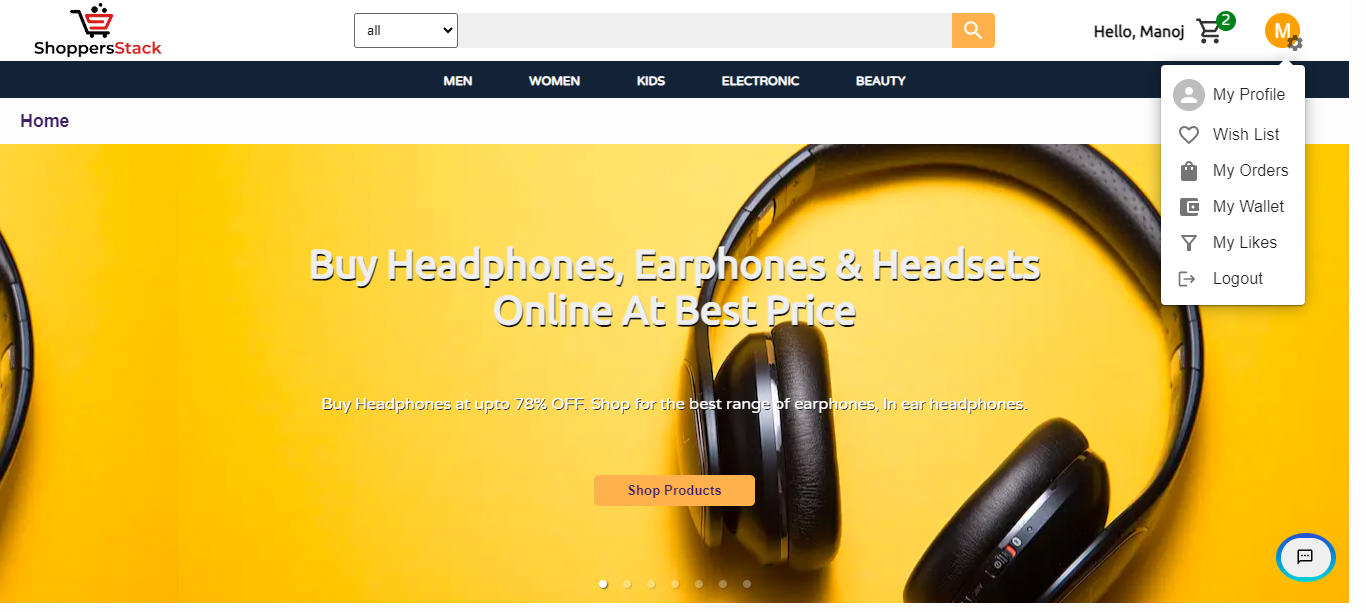 ShoppersStack
all
Hello, Manoj
2
M
MEN WOMEN KIDS ELECTRONIC BEAUTY
My Profile
Wish List
My Orders
My Wallet
My Likes
Logout
Home
Buy Headphones, Earphones & Headsets
Online At Best Price
Buy Headphones at upto 78% OFF. Shop for the best range of earphones, In ear headphones.
Shop Products